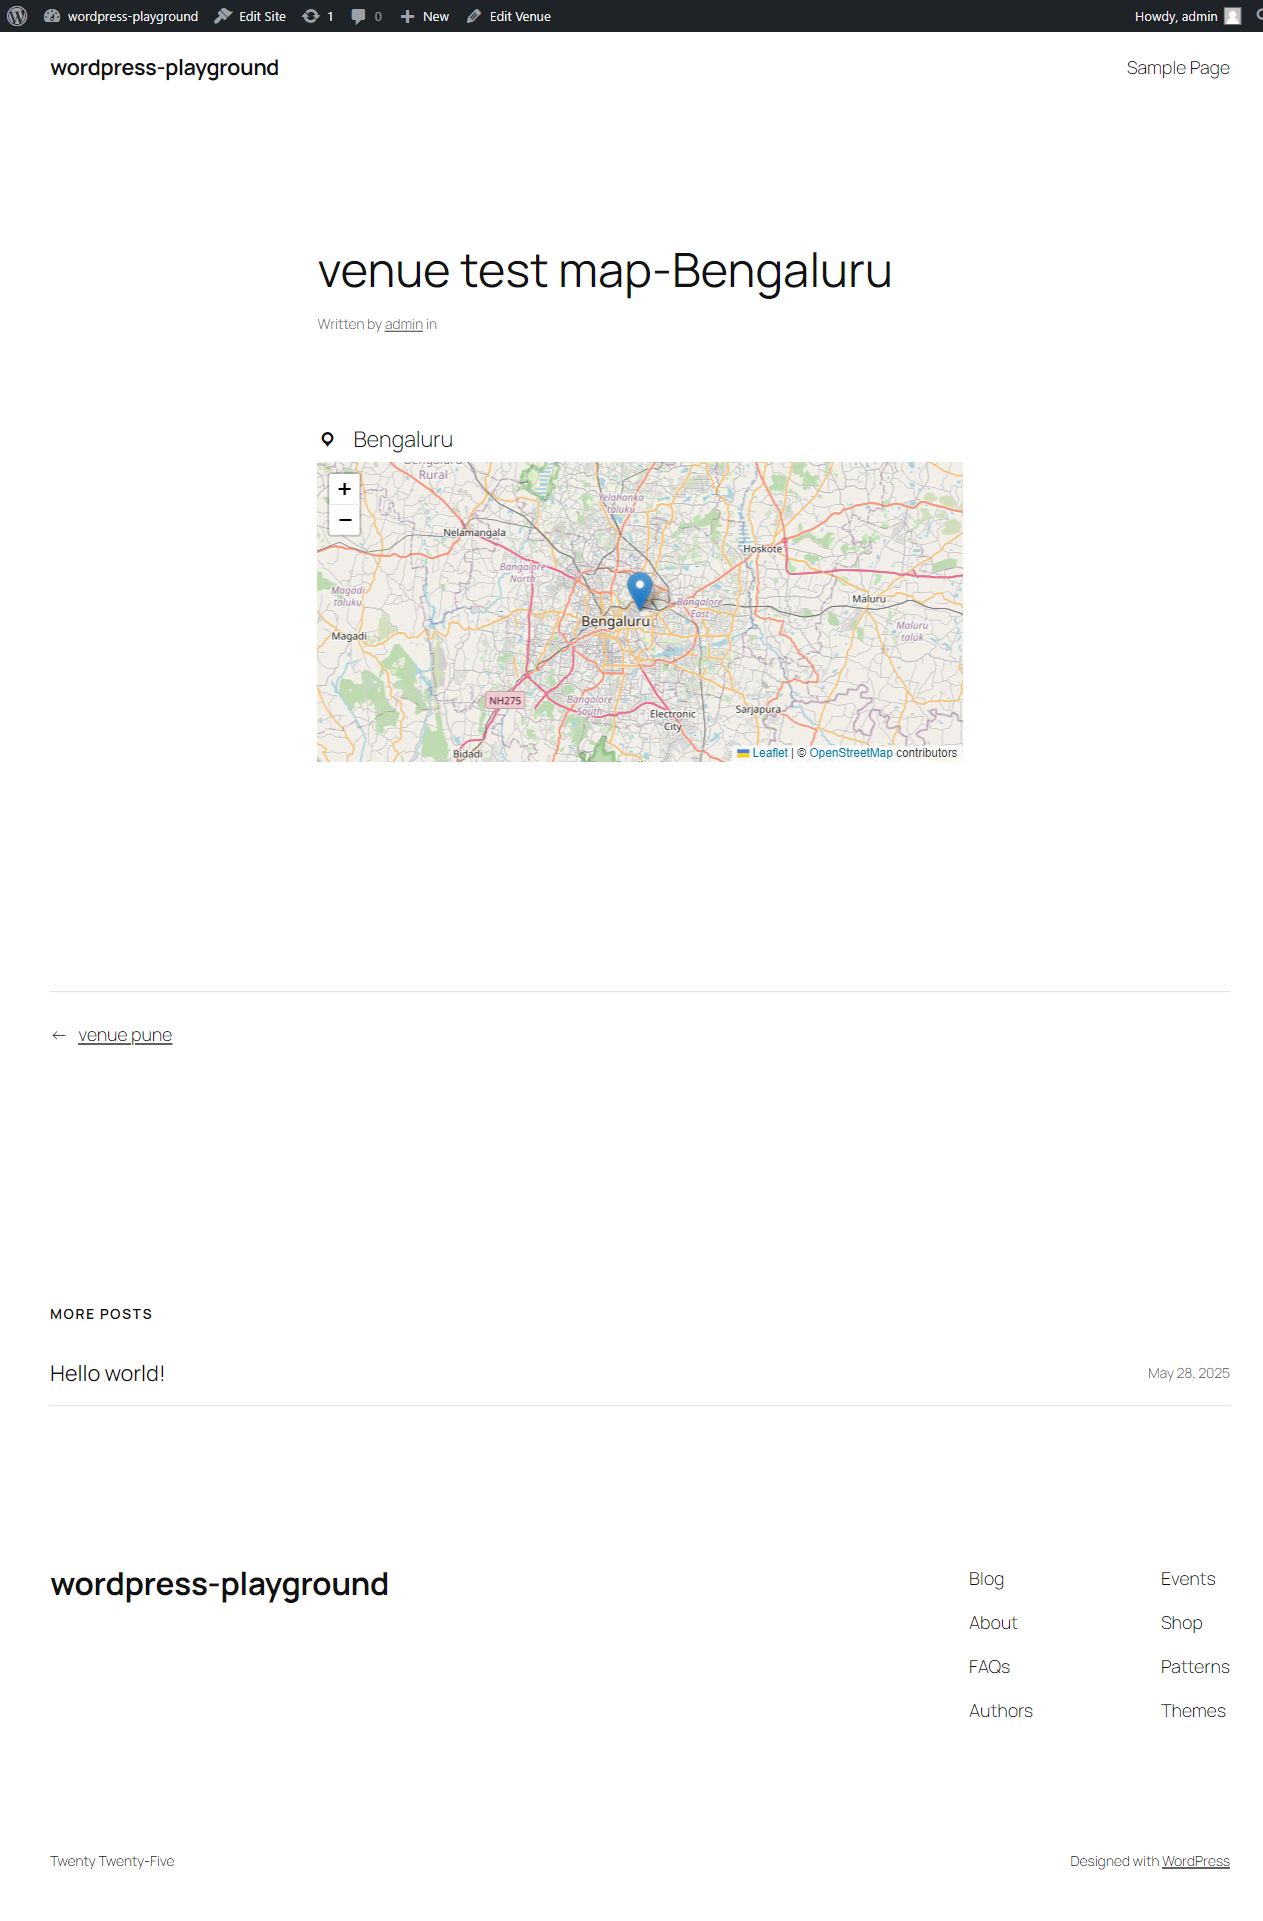 wordpress-playground Edit Site 1 0 New Edit Venue Howdy, admin
wordpress-playground Sample Page
venue test map-Bengaluru
Written by admin in
Bengaluru
Bengaluru
Rural
+
−
Yelahanka
taluku
Nelamangala
Hoskote
Bangalore
North
Magadi
taluku
Bangalore
East
Maluru
Bengaluru
Maluru
taluk
Magadi
NH275
Bangalore
South
Sarjapura
Electronic
City
Bidadi
Leaflet | © OpenStreetMap contributors
← venue pune
MORE POSTS
Hello world! May 28, 2025
wordpress-playground
Blog Events
About Shop
FAQs Patterns
Authors Themes
Twenty Twenty-Five Designed with WordPress